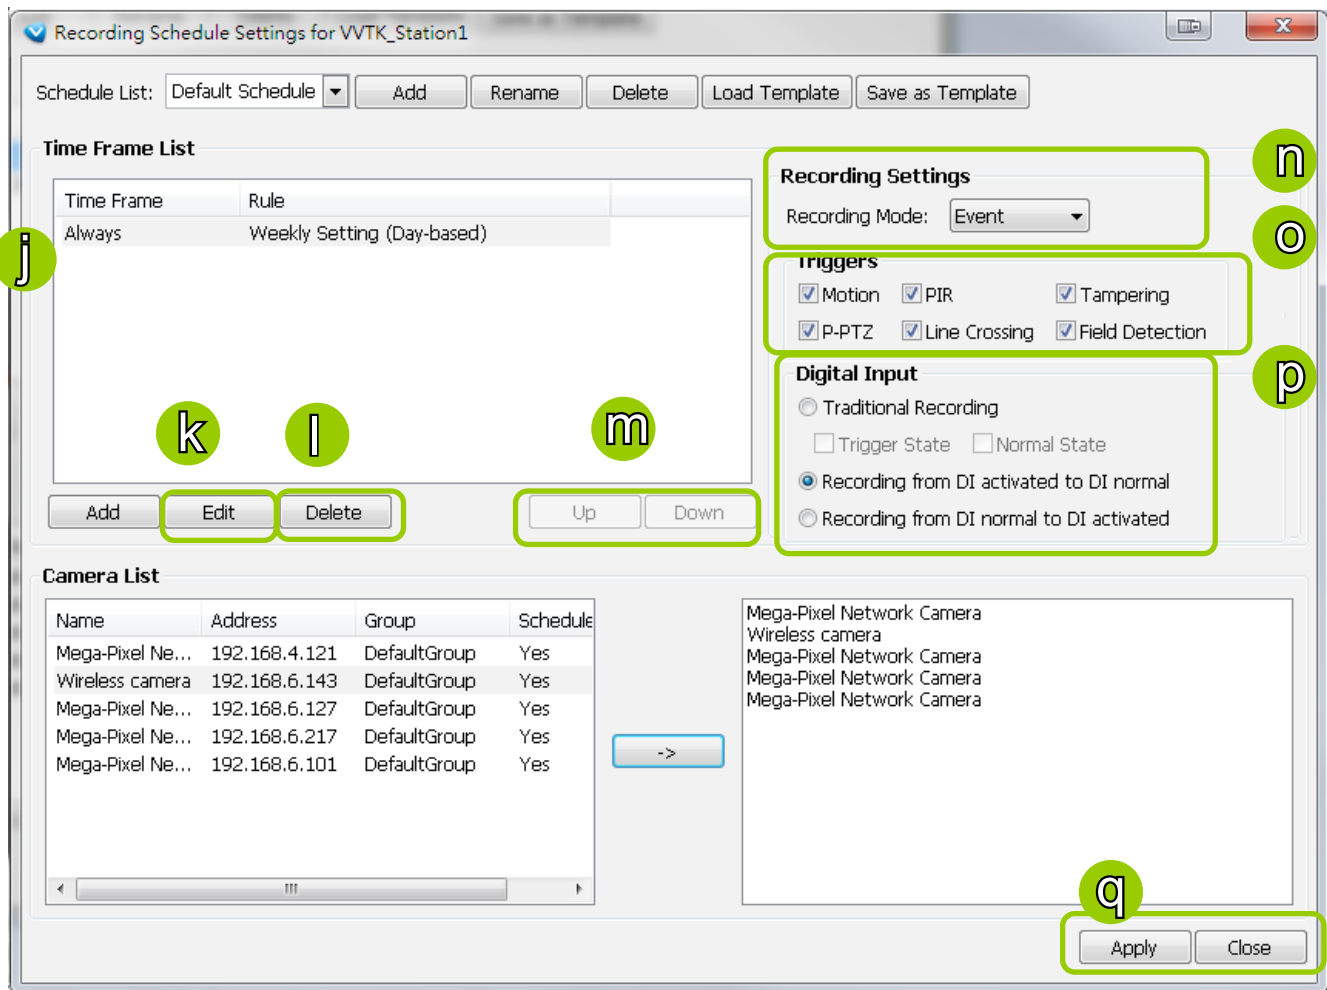 Save as Template
Recording Schedule Settings for VVTK_Station1
Schedule List: Default Schedule Add Rename Delete Load Template Save as Template
Time Frame List
Time Frame Rule
Always Weekly Setting (Day-based)
j
k l m
Add Edit Delete Up Down
Recording Settings
n
Recording Mode: Event
o
Triggers
Motion PIR Tampering
P-PTZ Line Crossing Field Detection
Digital Input
p
Traditional Recording
Trigger State Normal State
Recording from DI activated to DI normal
Recording from DI normal to DI activated
Camera List
Name Address Group Schedule
Mega-Pixel Ne... 192.168.4.121 DefaultGroup Yes
Wireless camera 192.168.6.143 DefaultGroup Yes
Mega-Pixel Ne... 192.168.6.127 DefaultGroup Yes
Mega-Pixel Ne... 192.168.6.217 DefaultGroup Yes
Mega-Pixel Ne... 192.168.6.101 DefaultGroup Yes
->
Mega-Pixel Network Camera
Wireless camera
Mega-Pixel Network Camera
Mega-Pixel Network Camera
Mega-Pixel Network Camera
q
Apply Close